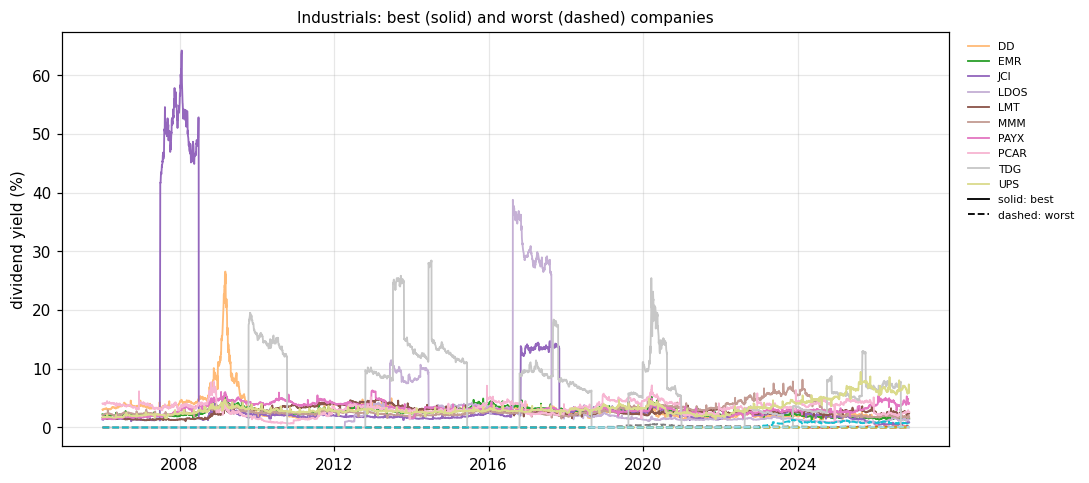 Industrials: best (solid) and worst (dashed) companies
dividend yield (%)
60
50
40
30
20
10
0
2008
2012
2016
2020
2024
DD
EMR
JCI
LDOS
LMT
MMM
PAYX
PCAR
TDG
UPS
solid: best
dashed: worst